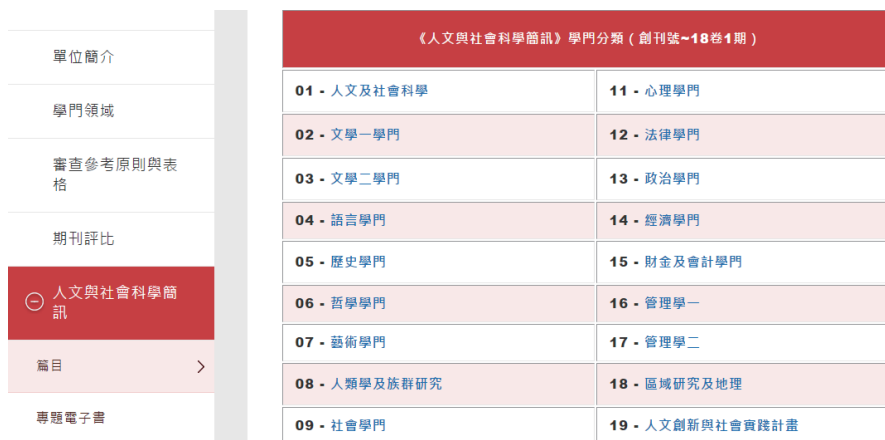 單位簡介
學門領域
審查參考原則與表
格
期刊評比
人文與社會科學簡
訊
篇目
專題電子書
《人文與社會科學簡訊》學門分類（創刊號~18卷1期）
01 - 人文及社會科學
11 - 心理學門
02 - 文學一學門
12 - 法律學門
03 - 文學二學門
13 - 政治學門
04 - 語言學門
14 - 經濟學門
05 - 歷史學門
15 - 財金及會計學門
06 - 哲學學門
16 - 管理學一
07 - 藝術學門
17 - 管理學二
08 - 人類學及族群研究
18 - 區域研究及地理
09 - 社會學門
19 - 人文創新與社會實踐計畫